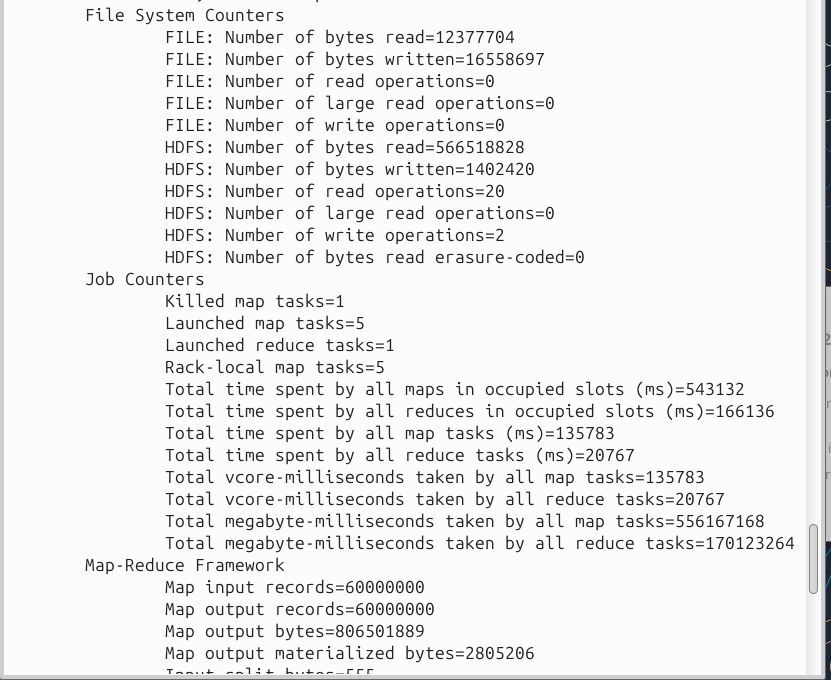 File System Counters
FILE: Number of bytes read=12377704
FILE: Number of bytes written=16558697
FILE: Number of read operations=0
FILE: Number of large read operations=0
FILE: Number of write operations=0
HDFS: Number of bytes read=566518828
HDFS: Number of bytes written=1402420
HDFS: Number of read operations=20
HDFS: Number of large read operations=0
HDFS: Number of write operations=2
HDFS: Number of bytes read erasure-coded=0
Job Counters
Killed map tasks=1
Launched map tasks=5
Launched reduce tasks=1
Rack-local map tasks=5
Total time spent by all maps in occupied slots (ms)=543132
Total time spent by all reduces in occupied slots (ms)=166136
Total time spent by all map tasks (ms)=135783
Total time spent by all reduce tasks (ms)=20767
Total vcore-milliseconds taken by all map tasks=135783
Total vcore-milliseconds taken by all reduce tasks=20767
Total megabyte-milliseconds taken by all map tasks=556167168
Total megabyte-milliseconds taken by all reduce tasks=170123264
Map-Reduce Framework
Map input records=60000000
Map output records=60000000
Map output bytes=806501889
Map output materialized bytes=2805206
Input split bytes=555